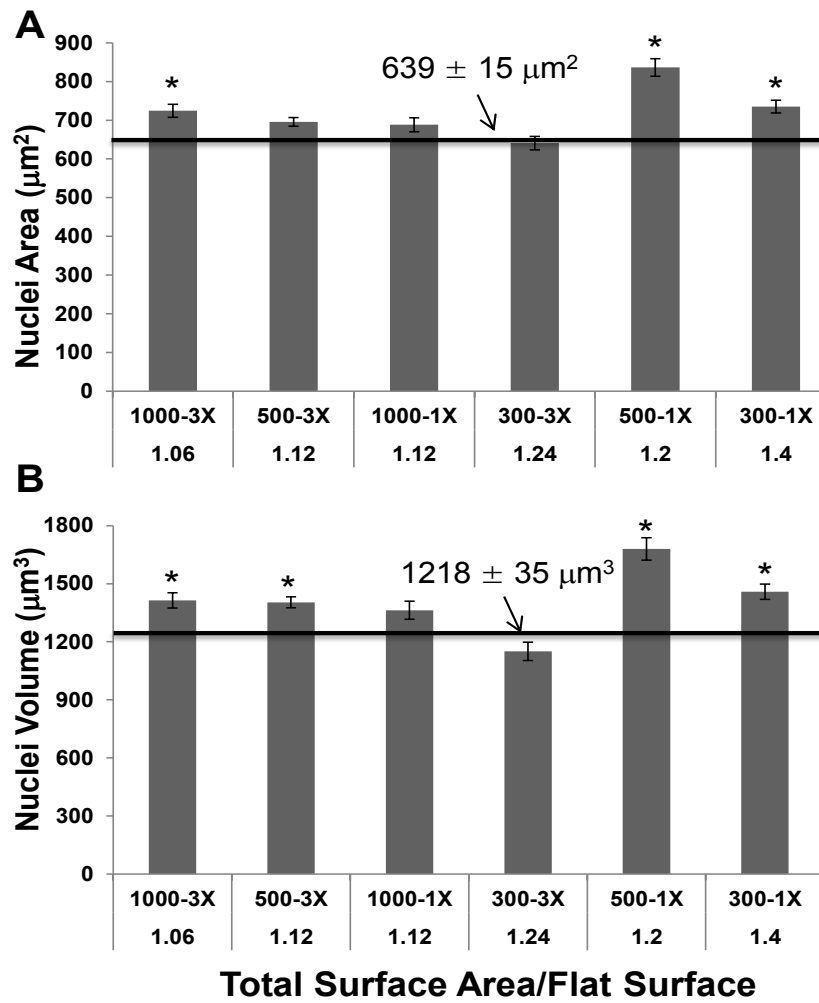 A
Nuclei Area (μm²)
900
800
700
600
500
400
300
200
100
0
639 ± 15 μm²
* * *
1000-3X 500-3X 1000-1X 300-3X 500-1X 300-1X
1.06 1.12 1.12 1.24 1.2 1.4
B
Nuclei Volume (μm³)
1800
1500
1200
900
600
300
0
1218 ± 35 μm³
* * * *
1000-3X 500-3X 1000-1X 300-3X 500-1X 300-1X
1.06 1.12 1.12 1.24 1.2 1.4
Total Surface Area/Flat Surface